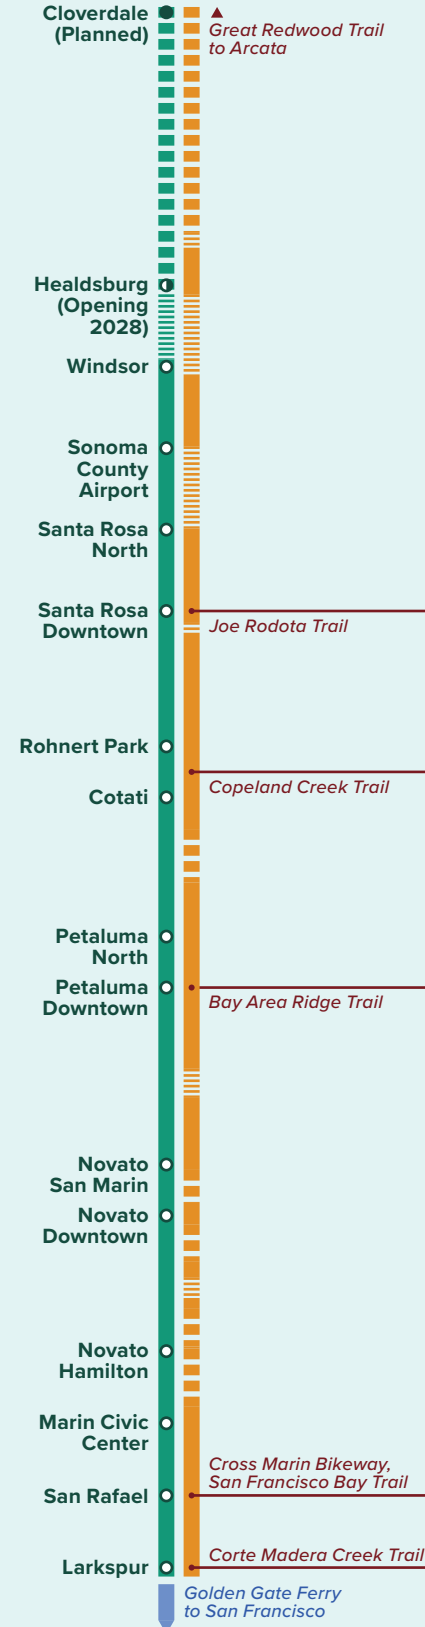 Cloverdale
(Planned)
Great Redwood Trail
to Arcata
Healdsburg
(Opening
2028)
Windsor
Sonoma
County
Airport
Santa Rosa
North
Santa Rosa
Downtown
Joe Rodota Trail
Rohnert Park
Copeland Creek Trail
Cotati
Petaluma
North
Petaluma
Downtown
Bay Area Ridge Trail
Novato
San Marin
Novato
Downtown
Novato
Hamilton
Marin Civic
Center
Cross Marin Bikeway,
San Francisco Bay Trail
San Rafael
Corte Madera Creek Trail
Larkspur
Golden Gate Ferry
to San Francisco